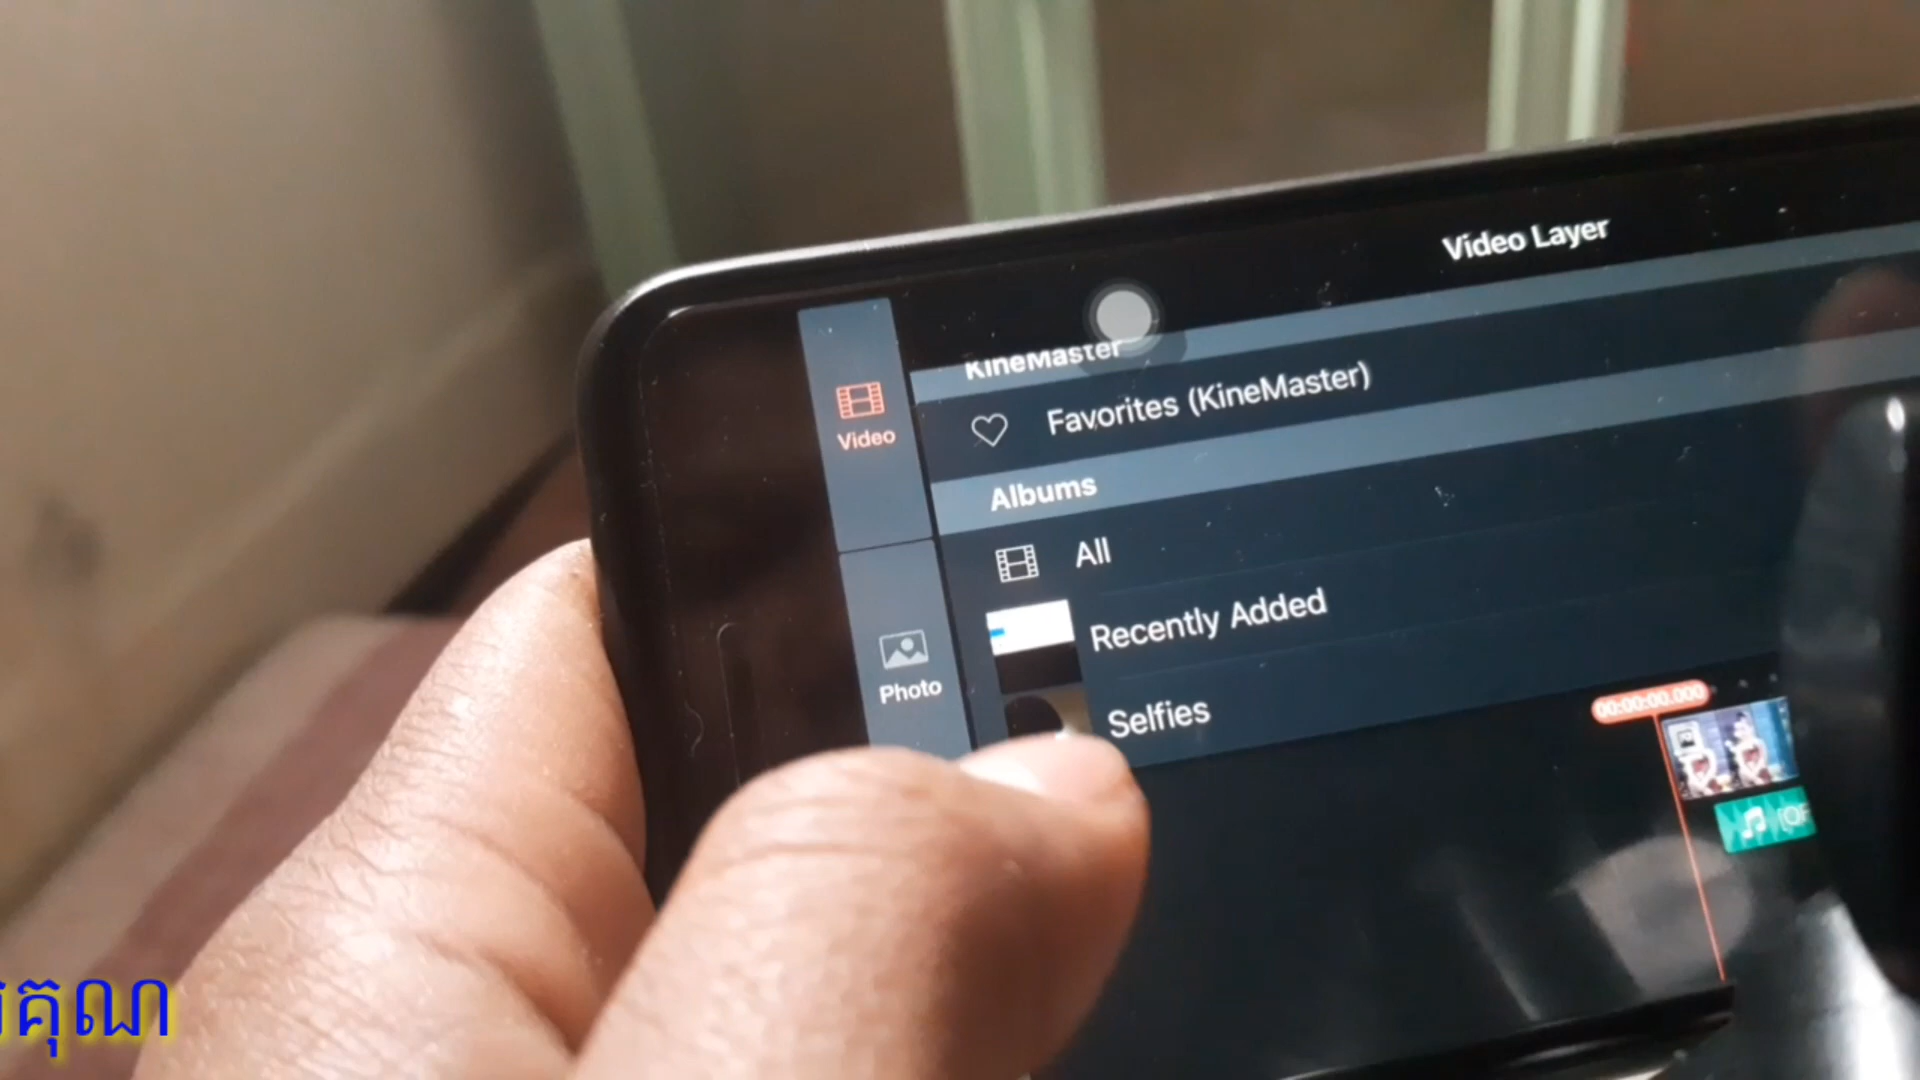 Video Layer
KineMaster
Favorites (KineMaster)
Video
Albums
All
Recently Added
Photo
Selfies
00:00:00.000
គុណ